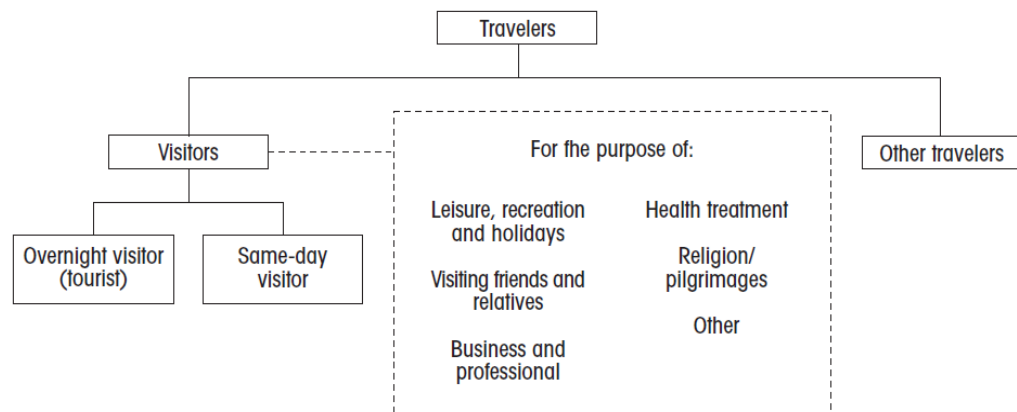 Travelers
Visitors
For fhe purpose of:
Other travelers
Leisure, recreation
and holidays
Health treatment
Overnight visitor
(tourist)
Same-day
visitor
Visiting friends and
relatives
Religion/
pilgrimages
Other
Business and
professional